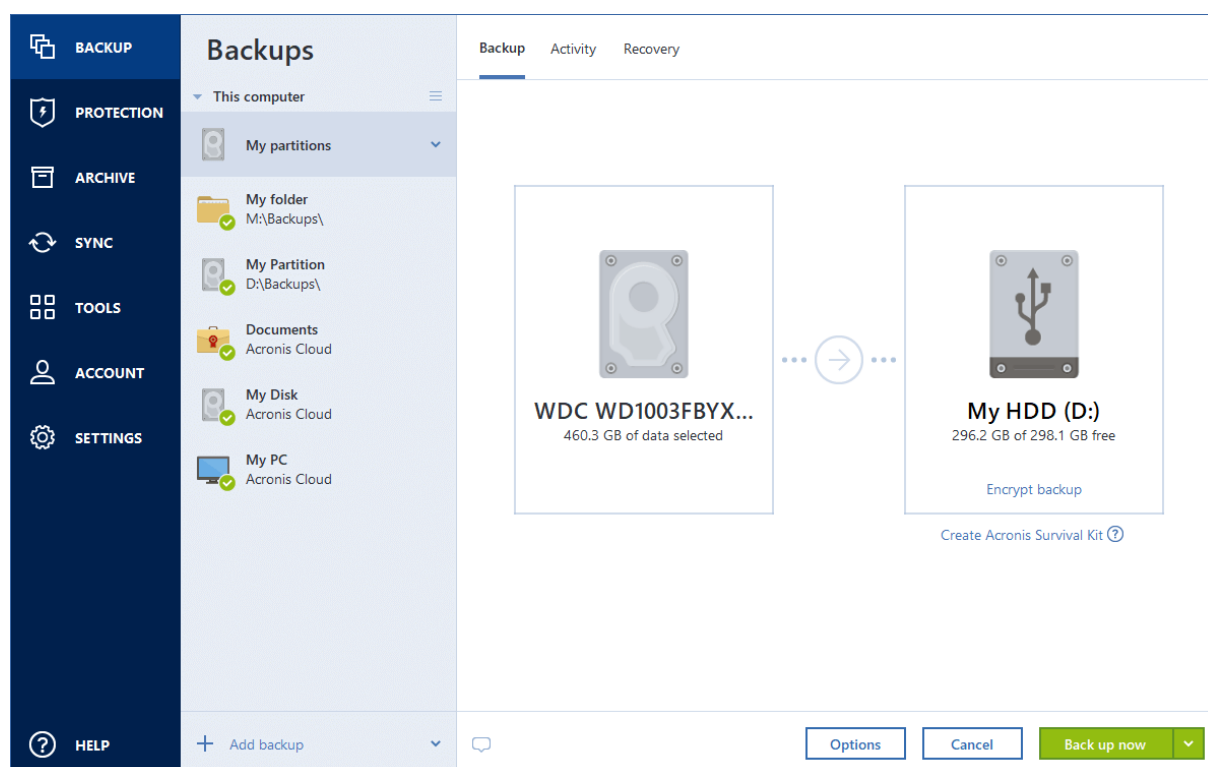 BACKUP
PROTECTION
ARCHIVE
SYNC
TOOLS
ACCOUNT
SETTINGS
? HELP
Backups
This computer
My partitions
My folder
M:\Backups\
My Partition
D:\Backups\
Documents
Acronis Cloud
My Disk
Acronis Cloud
My PC
Acronis Cloud
+ Add backup
Backup Activity Recovery
WDC WD1003FBYX...
460.3 GB of data selected
My HDD (D:)
296.2 GB of 298.1 GB free
Encrypt backup
Create Acronis Survival Kit ?
Options Cancel Back up now